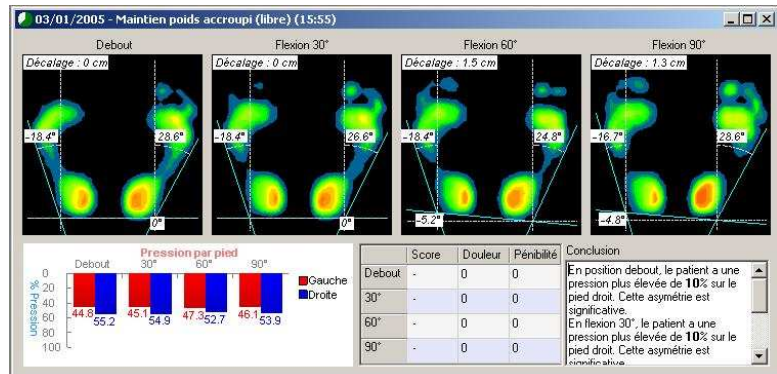 03/01/2005 - Maintien poids accroupi (libre) (15:55)
Debout
Flexion 30°
Flexion 60°
Flexion 90°
Décalage : 0 cm
Décalage : 0 cm
Décalage : 1.5 cm
Décalage : 1.3 cm
-18.4° 28.6°
-18.4° 26.6°
-18.4° 24.8°
-16.7° 28.6°
0°
0°
-5.2°
-4.8°
Pression par pied
Debout 30° 60° 90°
% Pression
0
20
40
60
80
100
44.8 55.2 45.1 54.9 47.3 52.7 46.1 53.9
Gauche
Droite
Score Douleur Pénibilité
Debout - 0 0
30° - 0 0
60° - 0 0
90° - 0 0
Conclusion
En position debout, le patient a une
pression plus élevée de 10% sur le
pied droit. Cette asymétrie est
significative.
En flexion 30°, le patient a une
pression plus élevée de 10% sur le
pied droit. Cette asymétrie est
significative.